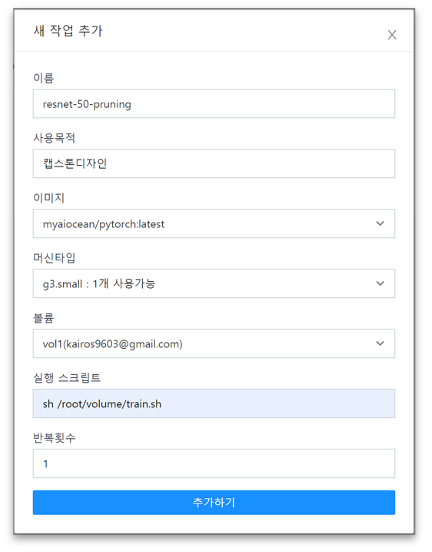 새 작업 추가
이름
resnet-50-pruning
사용목적
캡스톤디자인
이미지
myaiocean/pytorch:latest
머신타입
g3.small : 1개 사용가능
볼륨
vol1(kairos9603@gmail.com)
실행 스크립트
sh /root/volume/train.sh
반복횟수
1
추가하기